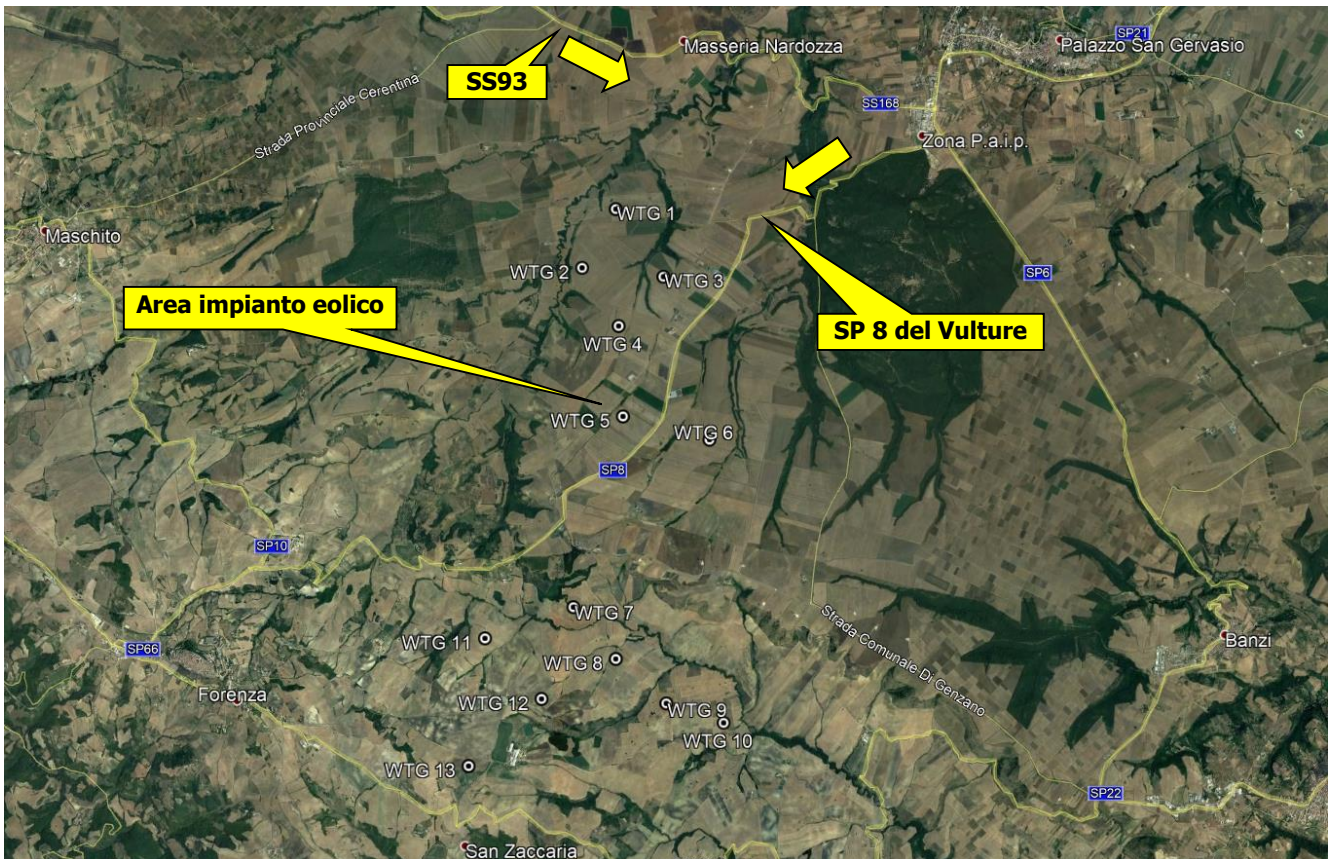 SP21
Masseria Nardozza
Palazzo San Gervasio
SS93
SS168
Strada Provinciale Cerentina
Zona P.a.i.p.
WTG 1
Maschito
WTG 2
WTG 3
SP6
Area impianto eolico
SP 8 del Vulture
WTG 4
WTG 5
WTG 6
SP8
SP10
WTG 7
Strada Comunale Di Genzano
WTG 11
Banzi
SP66
WTG 8
Forenza
WTG 12
WTG 9
WTG 10
WTG 13
SP22
San Zaccaria